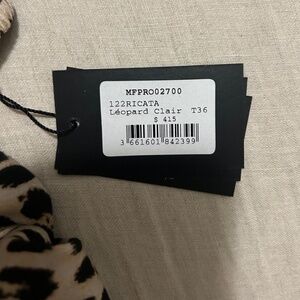 MFPRO02700
122RICATA
Léopard Clair T36
$ 415
3 661601 842399